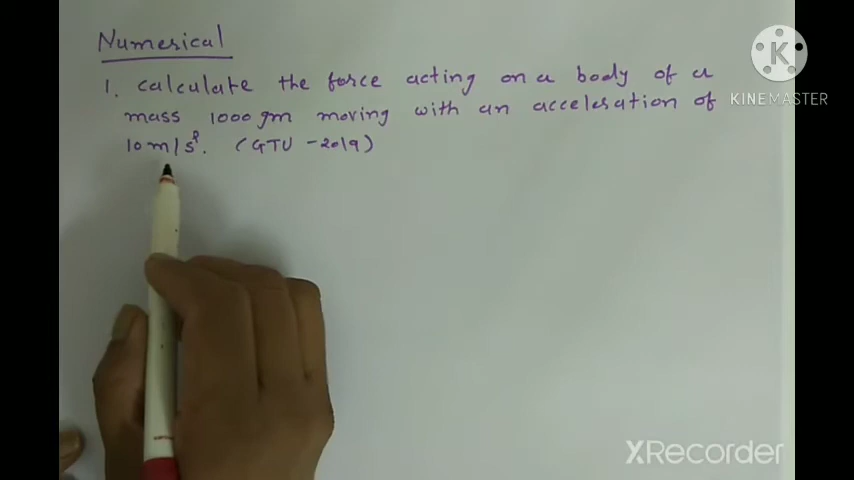 Numerical
1. calculate the force acting on a body of a
mass 1000 gm moving with an acceleration of
10 m/s². (GTU - 2019)
K
KINEMASTER
XRecorder